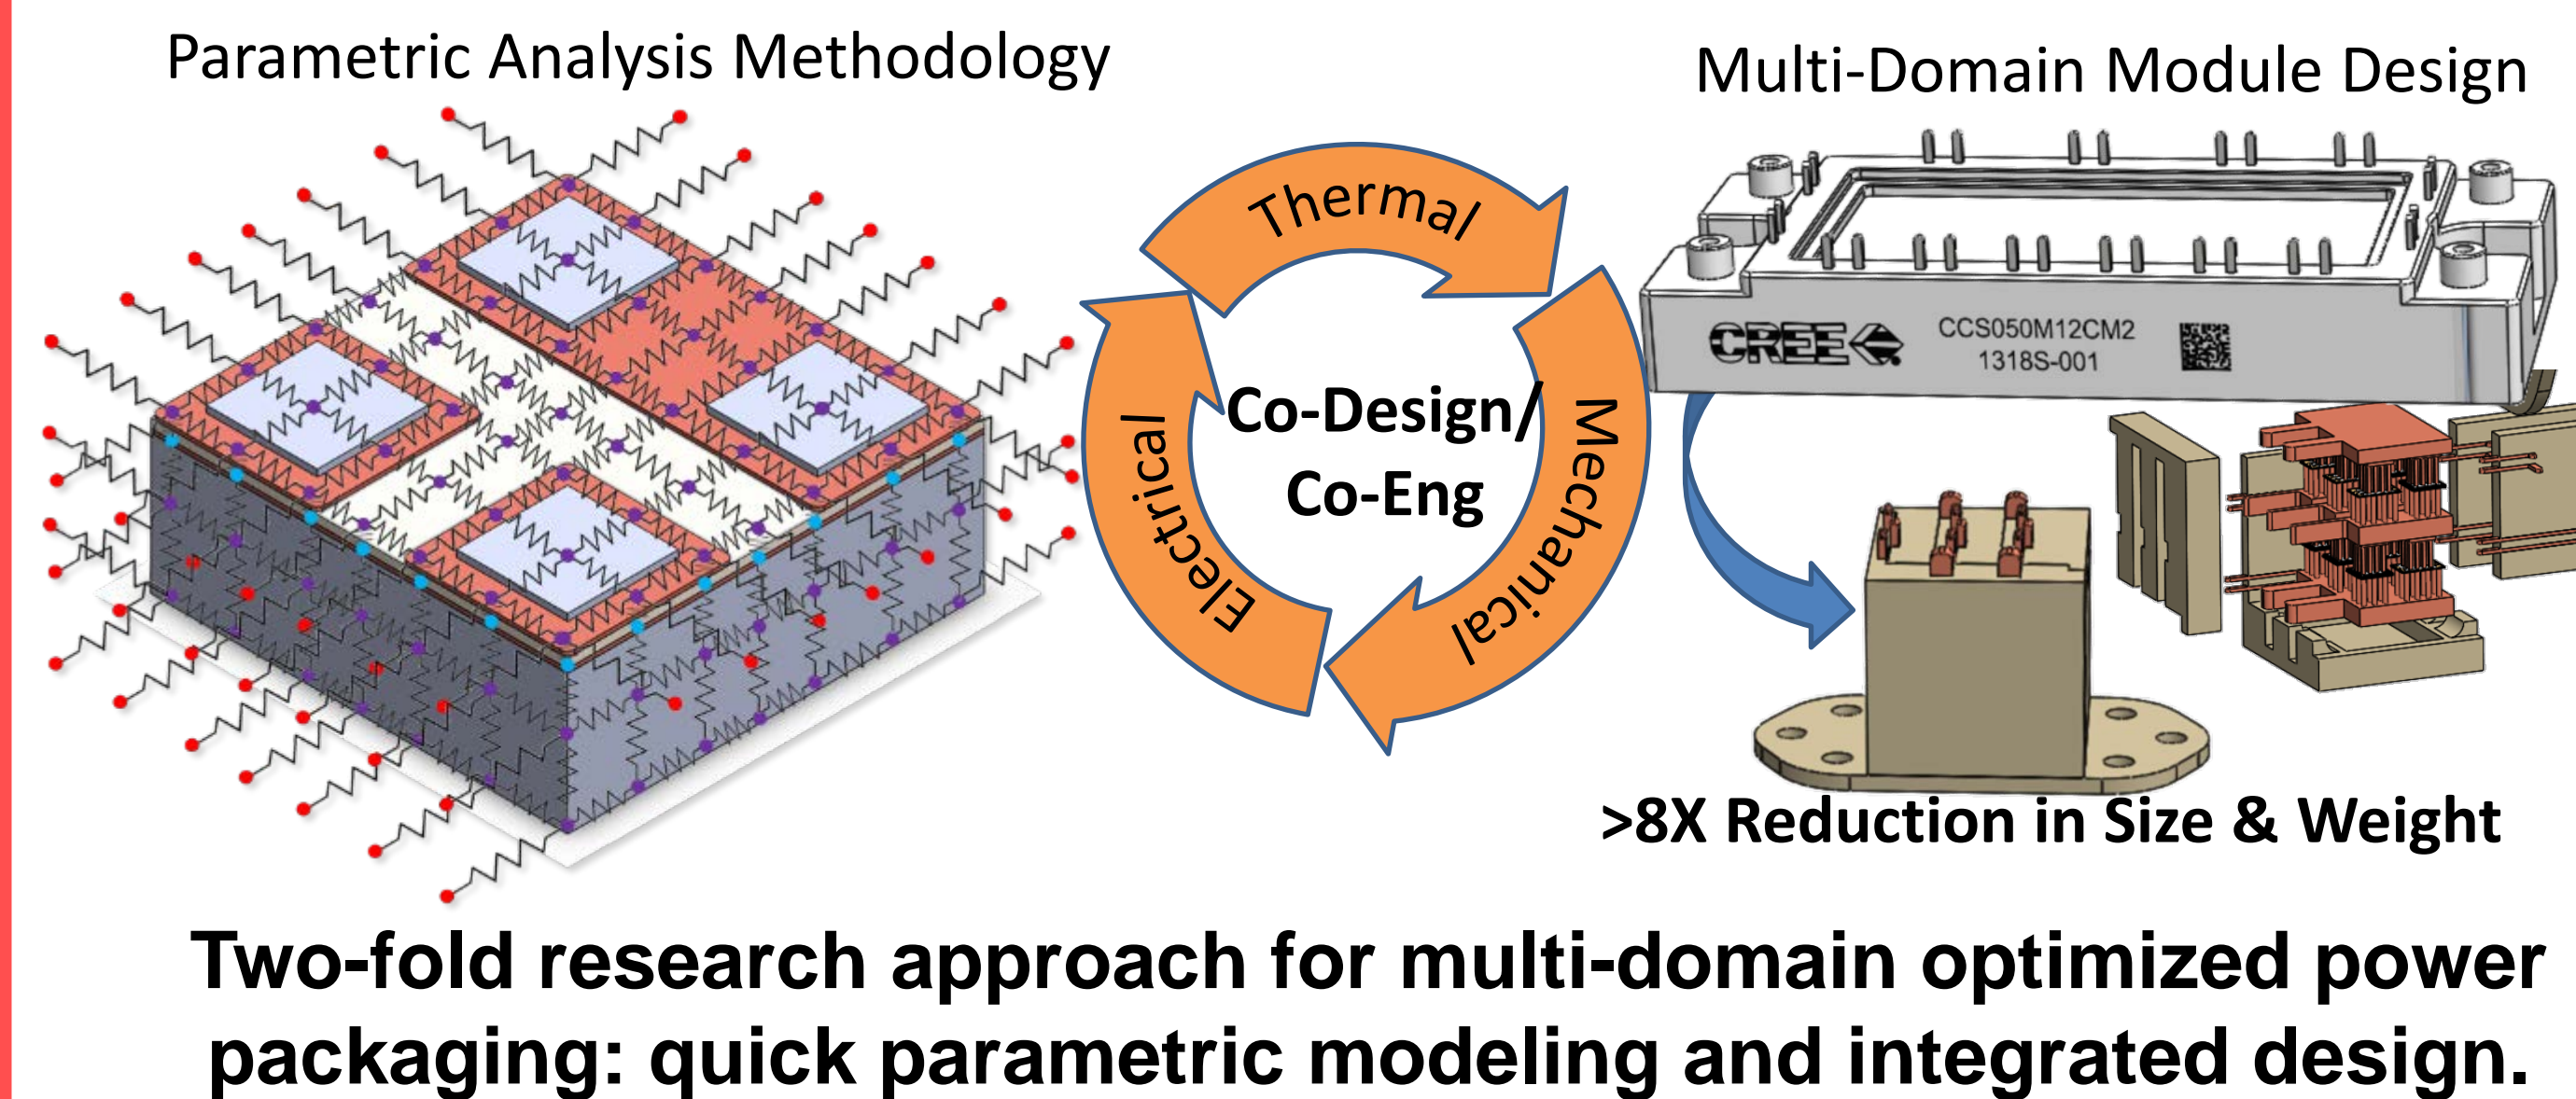 Parametric Analysis Methodology
Multi-Domain Module Design
Thermal
Mechanical
Electrical
Co-Design/
Co-Eng
CREE
CCS050M12CM2
1318S-001
>8X Reduction in Size & Weight
Two-fold research approach for multi-domain optimized power
packaging: quick parametric modeling and integrated design.